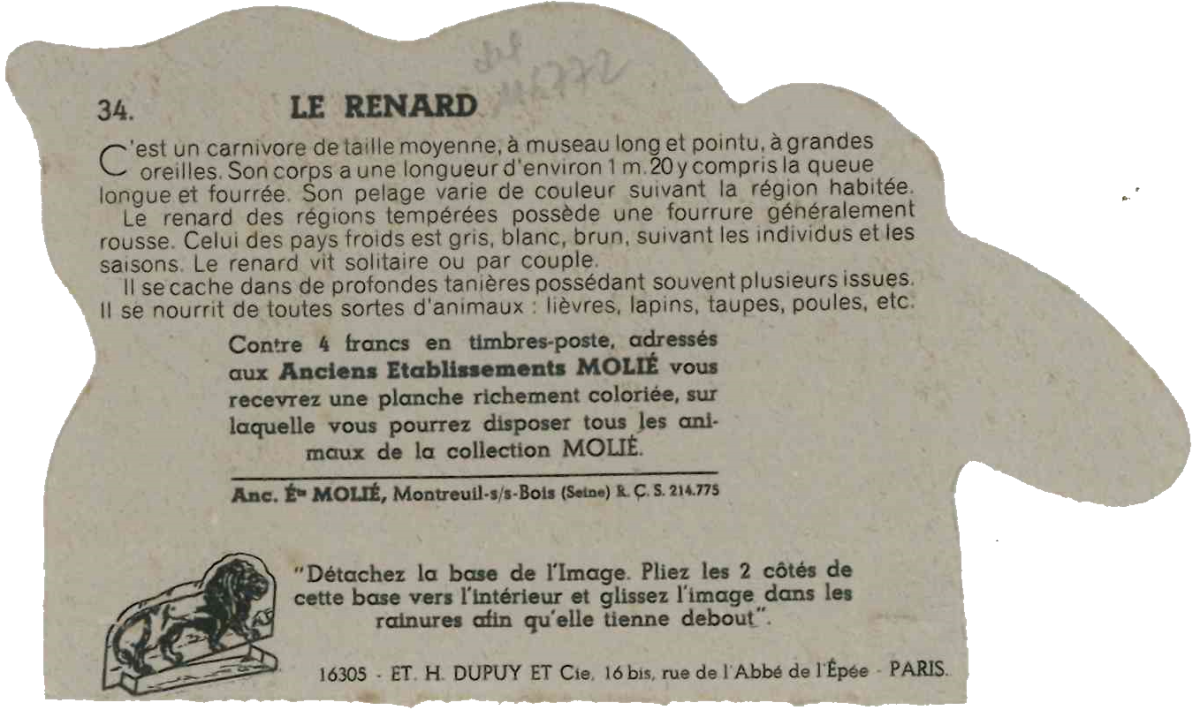 34. LE RENARD
C'est un carnivore de taille moyenne, à museau long et pointu, à grandes
oreilles. Son corps a une longueur d'environ 1 m. 20 y compris la queue
longue et fourrée. Son pelage varie de couleur suivant la région habitée.
Le renard des régions tempérées possède une fourrure généralement
rousse. Celui des pays froids est gris, blanc, brun, suivant les individus et les
saisons. Le renard vit solitaire ou par couple.
Il se cache dans de profondes tanières possédant souvent plusieurs issues.
Il se nourrit de toutes sortes d'animaux : lièvres, lapins, taupes, poules, etc.
Contre 4 francs en timbres-poste, adressés
aux Anciens Etablissements MOLIÉ vous
recevrez une planche richement coloriée, sur
laquelle vous pourrez disposer tous les ani-
maux de la collection MOLIÉ.
Anc. Éts MOLIÉ, Montreuil-s/s-Bois (Seine) R. C. S. 214.775
"Détachez la base de l'Image. Pliez les 2 côtés de
cette base vers l'intérieur et glissez l'image dans les
rainures afin qu'elle tienne debout".
16305 - ET. H. DUPUY ET Cie, 16 bis, rue de l'Abbé de l'Épée - PARIS.